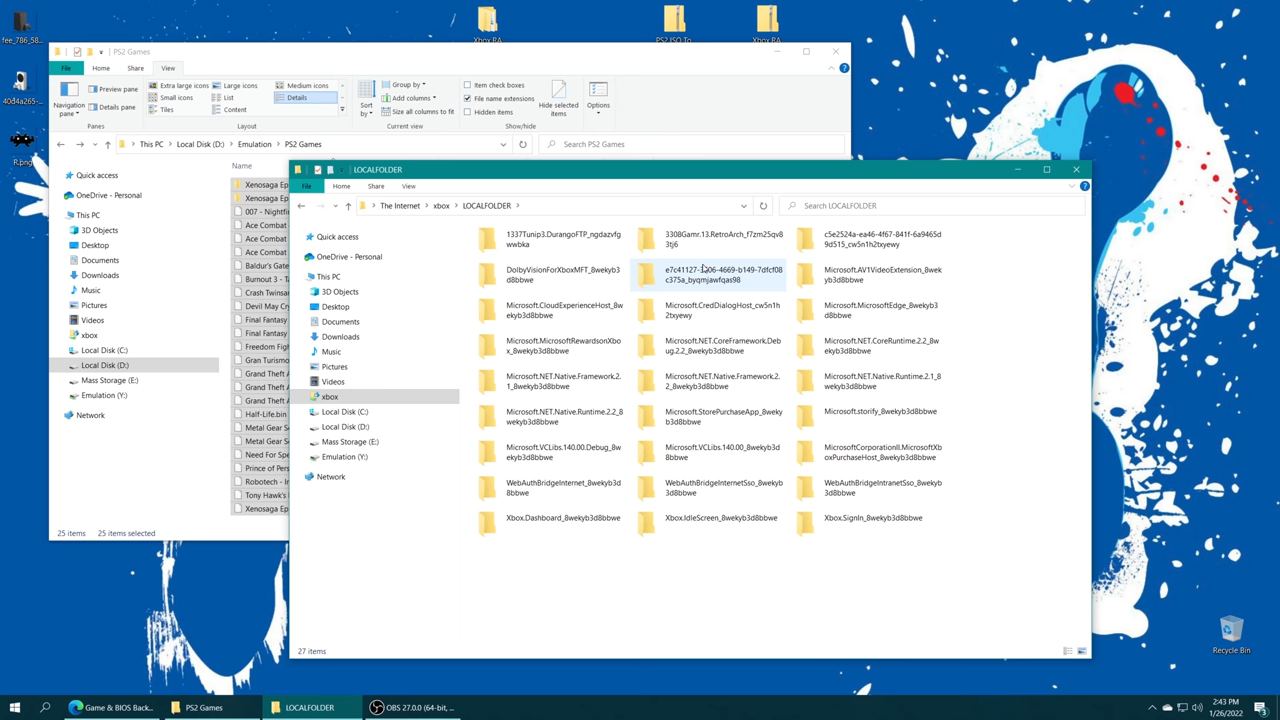 Xbox RA
PS2 ISO To
Xbox RA
fee_786_58...
40d4a265-...
R.png
PS2 Games
File
Home
Share
View
Navigation pane
Preview pane
Details pane
Panes
Extra large icons
Large icons
Medium icons
Small icons
List
Details
Tiles
Content
Layout
Sort by
Group by
Add columns
Size all columns to fit
Current view
Item check boxes
File name extensions
Hidden items
Hide selected items
Show/hide
Options
This PC
Local Disk (D:)
Emulation
PS2 Games
Search PS2 Games
Quick access
OneDrive - Personal
This PC
3D Objects
Desktop
Documents
Downloads
Music
Pictures
Videos
xbox
Local Disk (C:)
Local Disk (D:)
Mass Storage (E:)
Emulation (Y:)
Network
Name
Xenosaga Ep
Xenosaga Ep
007 - Nightfir
Ace Combat
Ace Combat
Ace Combat
Baldur's Gate
Burnout 3 - T
Crash Twinsa
Devil May Cry
Final Fantasy
Final Fantasy
Freedom Figh
Gran Turismo
Grand Theft A
Grand Theft A
Grand Theft A
Half-Life.bin
Metal Gear S
Metal Gear S
Need For Spe
Prince of Pers
Robotech - In
Tony Hawk's
Xenosaga Ep
25 items
25 items selected
LOCALFOLDER
File
Home
Share
View
The Internet
xbox
LOCALFOLDER
Search LOCALFOLDER
Quick access
OneDrive - Personal
This PC
3D Objects
Desktop
Documents
Downloads
Music
Pictures
Videos
xbox
Local Disk (C:)
Local Disk (D:)
Mass Storage (E:)
Emulation (Y:)
Network
1337Tunip3.DurangoFTP_ngdazvfg
wwbka
3308Gamr.13.RetroArch_f7zm25qv8
3tj6
c5e2524a-ea46-4f67-841f-6a9465d
9d515_cw5n1h2txyewy
DolbyVisionForXboxMFT_8wekyb3
d8bbwe
08
c375a_byqmjawfqas98
Microsoft.AV1VideoExtension_8wek
yb3d8bbwe
Microsoft.CloudExperienceHost_8w
ekyb3d8bbwe
Microsoft.CredDialogHost_cw5n1h
2txyewy
Microsoft.MicrosoftEdge_8wekyb3
d8bbwe
Microsoft.MicrosoftRewardsonXbo
x_8wekyb3d8bbwe
Microsoft.NET.CoreFramework.Deb
ug.2.2_8wekyb3d8bbwe
Microsoft.NET.CoreRuntime.2.2_8w
ekyb3d8bbwe
Microsoft.NET.Native.Framework.2.
1_8wekyb3d8bbwe
Microsoft.NET.Native.Framework.2.
2_8wekyb3d8bbwe
Microsoft.NET.Native.Runtime.2.1_8
wekyb3d8bbwe
Microsoft.NET.Native.Runtime.2.2_8
wekyb3d8bbwe
Microsoft.StorePurchaseApp_8weky
b3d8bbwe
Microsoft.storify_8wekyb3d8bbwe
Microsoft.VCLibs.140.00.Debug_8w
ekyb3d8bbwe
Microsoft.VCLibs.140.00_8wekyb3d
8bbwe
MicrosoftCorporationII.MicrosoftXb
oxPurchaseHost_8wekyb3d8bbwe
WebAuthBridgeInternet_8wekyb3d
8bbwe
WebAuthBridgeInternetSso_8wekyb
3d8bbwe
WebAuthBridgeIntranetSso_8weky
b3d8bbwe
Xbox.Dashboard_8wekyb3d8bbwe
Xbox.IdleScreen_8wekyb3d8bbwe
Xbox.SignIn_8wekyb3d8bbwe
27 items
Recycle Bin
Game & BIOS Back...
PS2 Games
LOCALFOLDER
OBS 27.0.0 (64-bit, ...
2:43 PM
1/26/2022
3